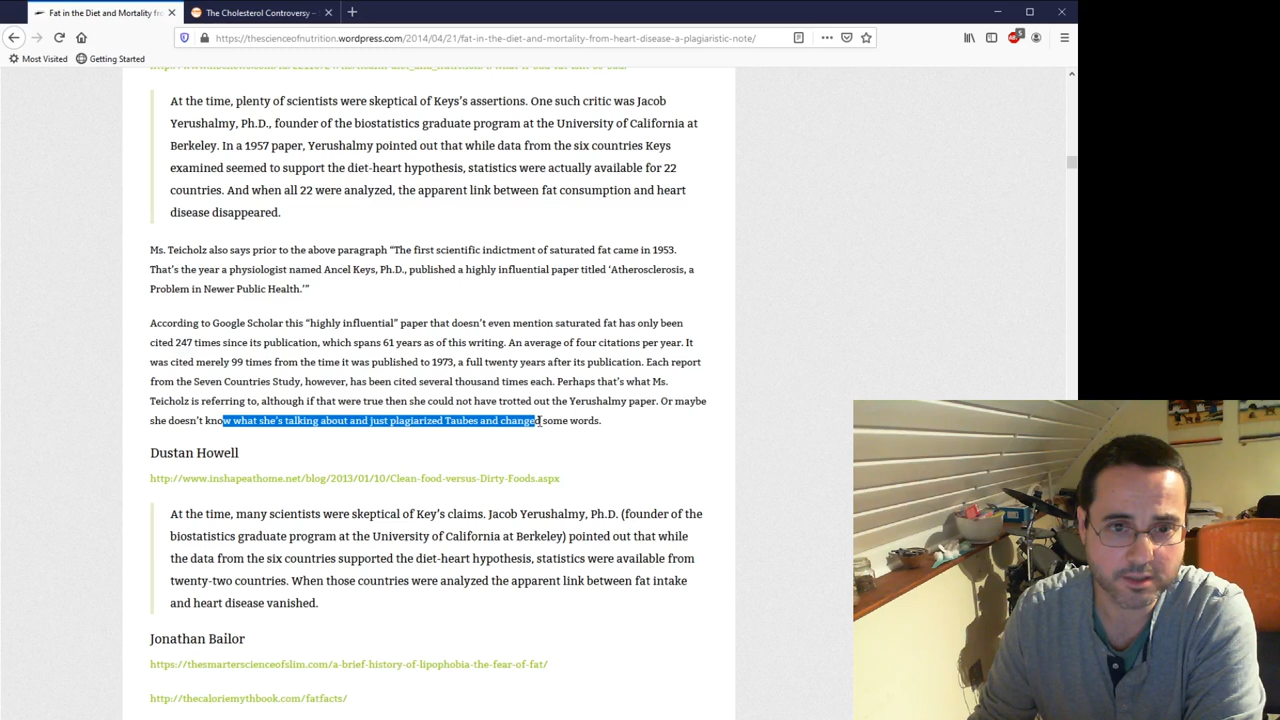 Fat in the Diet and Mortality fro
The Cholesterol Controversy –
https://thescienceofnutrition.wordpress.com/2014/04/21/fat-in-the-diet-and-mortality-from-heart-disease-a-plagiaristic-note/
Most Visited
Getting Started
At the time, plenty of scientists were skeptical of Keys's assertions. One such critic was Jacob
Yerushalmy, Ph.D., founder of the biostatistics graduate program at the University of California at
Berkeley. In a 1957 paper, Yerushalmy pointed out that while data from the six countries Keys
examined seemed to support the diet-heart hypothesis, statistics were actually available for 22
countries. And when all 22 were analyzed, the apparent link between fat consumption and heart
disease disappeared.
Ms. Teicholz also says prior to the above paragraph “The first scientific indictment of saturated fat came in 1953.
That's the year a physiologist named Ancel Keys, Ph.D., published a highly influential paper titled ‘Atherosclerosis, a
Problem in Newer Public Health.’”
According to Google Scholar this “highly influential” paper that doesn't even mention saturated fat has only been
cited 247 times since its publication, which spans 61 years as of this writing. An average of four citations per year. It
was cited merely 99 times from the time it was published to 1973, a full twenty years after its publication. Each report
from the Seven Countries Study, however, has been cited several thousand times each. Perhaps that's what Ms.
Teicholz is referring to, although if that were true then she could not have trotted out the Yerushalmy paper. Or maybe
she doesn't know what she's talking about and just plagiarized Taubes and changed some words.
Dustan Howell
http://www.inshapeathome.net/blog/2013/01/10/Clean-food-versus-Dirty-Foods.aspx
At the time, many scientists were skeptical of Key's claims. Jacob Yerushalmy, Ph.D. (founder of the
biostatistics graduate program at the University of California at Berkeley) pointed out that while
the data from the six countries supported the diet-heart hypothesis, statistics were available from
twenty-two countries. When those countries were analyzed the apparent link between fat intake
and heart disease vanished.
Jonathan Bailor
https://thesmarterscienceofslim.com/a-brief-history-of-lipophobia-the-fear-of-fat/
http://thecaloriemythbook.com/fatfacts/